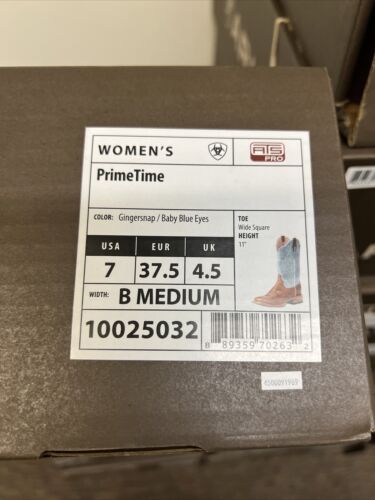 WOMEN'S
ATS
PRO
PrimeTime
COLOR: Gingersnap / Baby Blue Eyes
TOE
Wide Square
HEIGHT
11"
USA EUR UK
7 37.5 4.5
WIDTH: B MEDIUM
10025032
8 89359 70263 2
4500091969